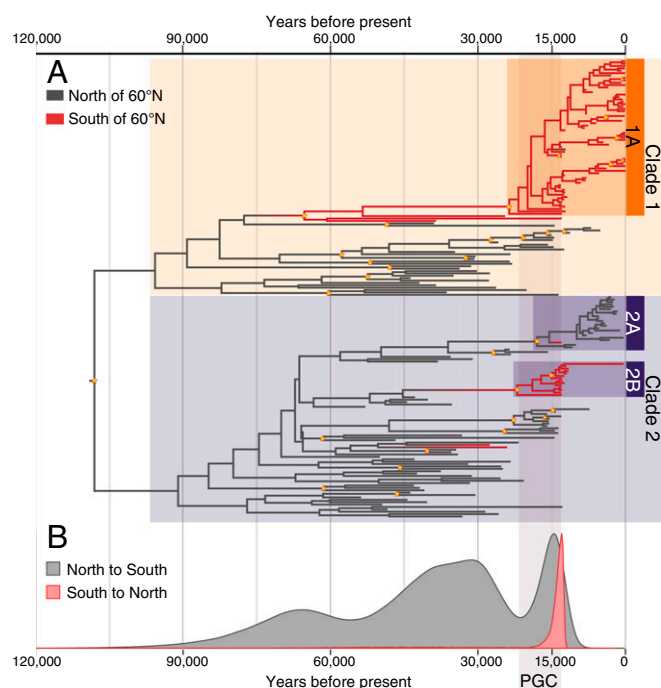 Years before present
120,000 90,000 60,000 30,000 15,000 0
A
North of 60°N
South of 60°N
1A
Clade 1
2A
2B
Clade 2
B
North to South
South to North
120,000 90,000 60,000 30,000 15,000 0
Years before present
PGC